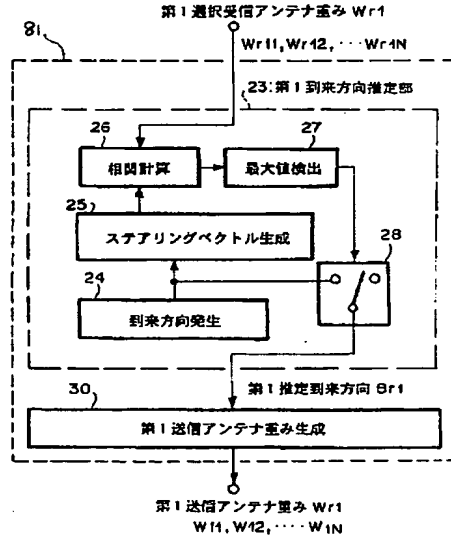 第1選択受信アンテナ重み Wr1
81
Wr11, Wr12, ‥‥Wr1N
23:第1到来方向推定部
26
27
相関計算
最大値検出
25
ステアリングベクトル生成
28
24
到来方向発生
第1推定到来方向 θr1
30
第1送信アンテナ重み生成
第1送信アンテナ重み Wr1
W11, W12, ‥‥W1N